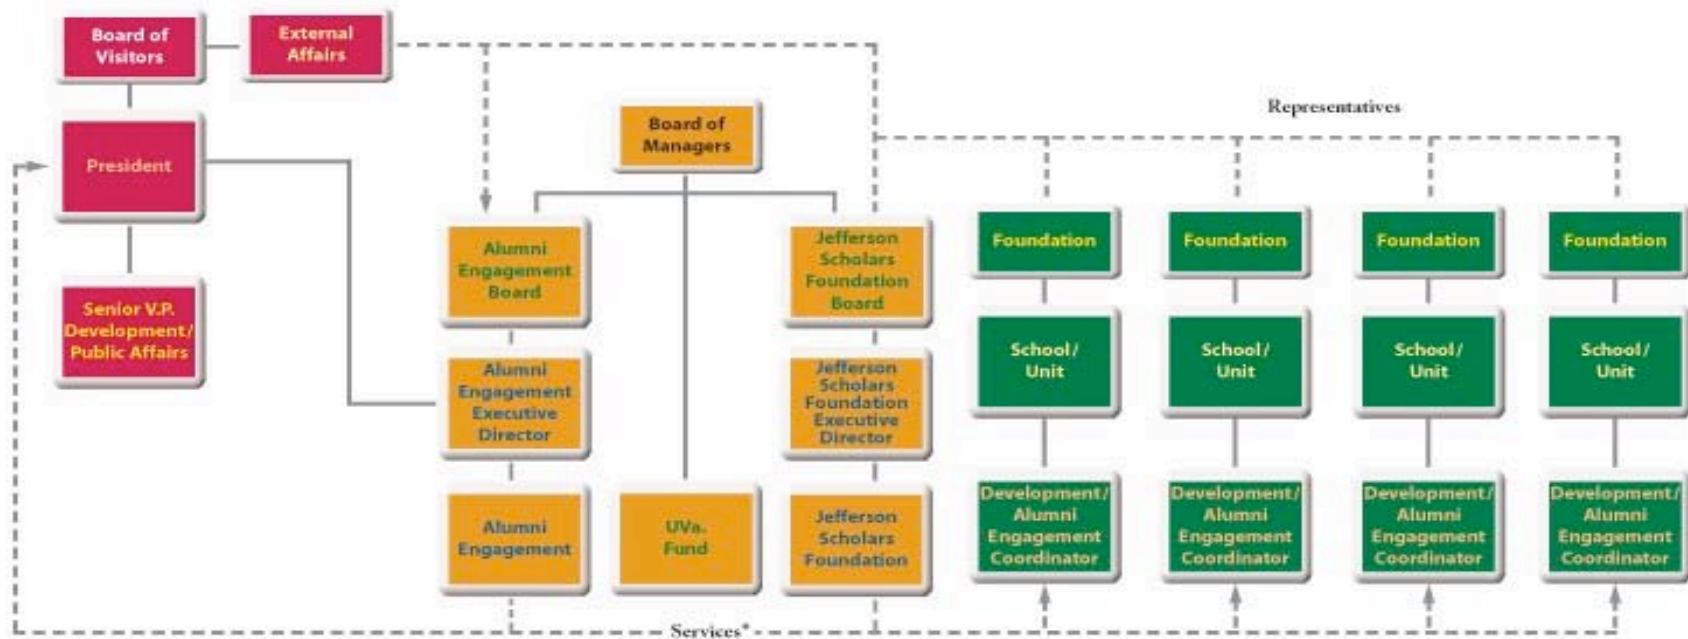 Board of
Visitors
External
Affairs
Representatives
Board of
Managers
President
Alumni
Engagement
Board
Jefferson
Scholars
Foundation
Board
Foundation
Foundation
Foundation
Foundation
Senior V.P.
Development/
Public Affairs
Alumni
Engagement
Executive
Director
Jefferson
Scholars
Foundation
Executive
Director
School/
Unit
School/
Unit
School/
Unit
School/
Unit
Alumni
Engagement
UVa.
Fund
Jefferson
Scholars
Foundation
Development/
Alumni
Engagement
Coordinator
Development/
Alumni
Engagement
Coordinator
Development/
Alumni
Engagement
Coordinator
Development/
Alumni
Engagement
Coordinator
Services*